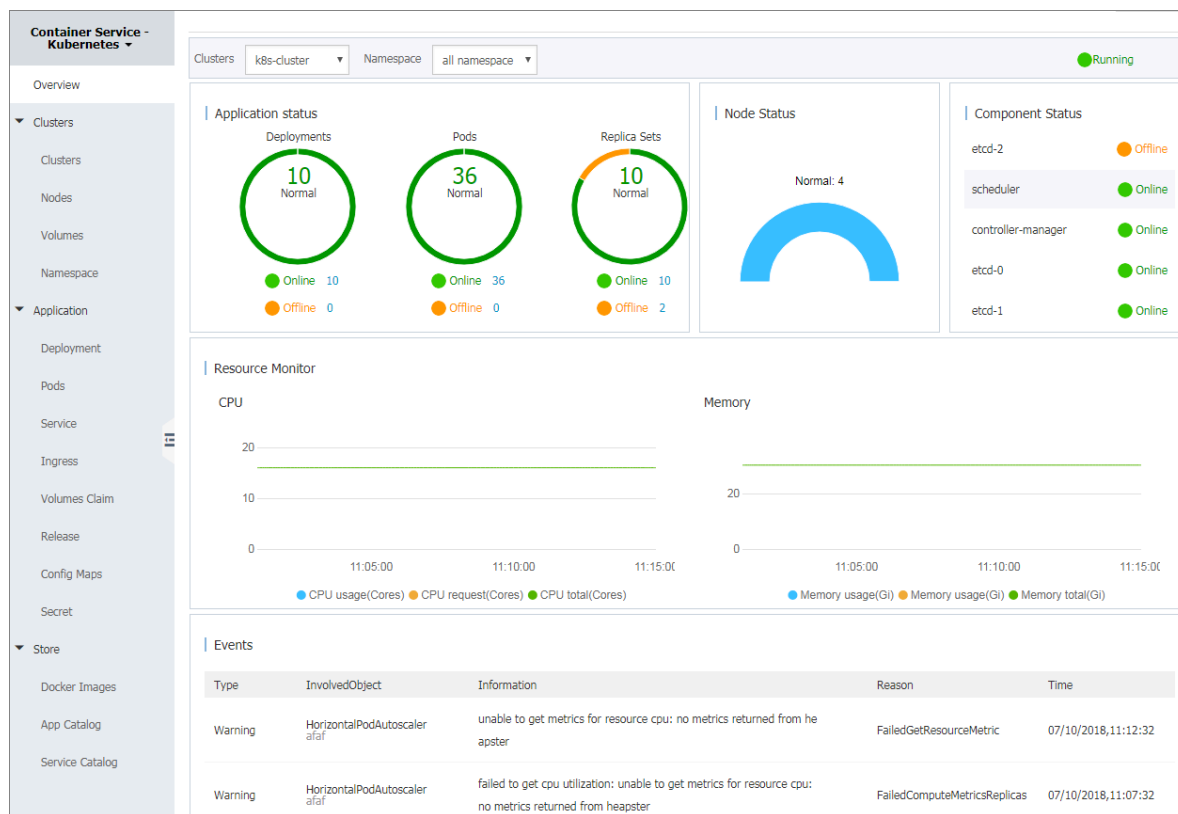 Container Service -
Kubernetes
Overview
Clusters
Clusters
Nodes
Volumes
Namespace
Application
Deployment
Pods
Service
Ingress
Volumes Claim
Release
Config Maps
Secret
Store
Docker Images
App Catalog
Service Catalog
Clusters k8s-cluster Namespace all namespace Running
Application status
Deployments Pods Replica Sets
10 36 10
Normal Normal Normal
Online 10 Online 36 Online 10
Offline 0 Offline 0 Offline 2
Node Status
Normal: 4
Component Status
etcd-2 Offline
scheduler Online
controller-manager Online
etcd-0 Online
etcd-1 Online
Resource Monitor
CPU
20
10
0
11:05:00 11:10:00 11:15:00
CPU usage(Cores) CPU request(Cores) CPU total(Cores)
Memory
20
0
11:05:00 11:10:00 11:15:00
Memory usage(Gi) Memory usage(Gi) Memory total(Gi)
Events
Type InvolvedObject Information Reason Time
Warning HorizontalPodAutoscaler unable to get metrics for resource cpu: no metrics returned from he FailedGetResourceMetric 07/10/2018,11:12:32
afaf apster
Warning HorizontalPodAutoscaler failed to get cpu utilization: unable to get metrics for resource cpu: FailedComputeMetricsReplicas 07/10/2018,11:07:32
afaf no metrics returned from heapster